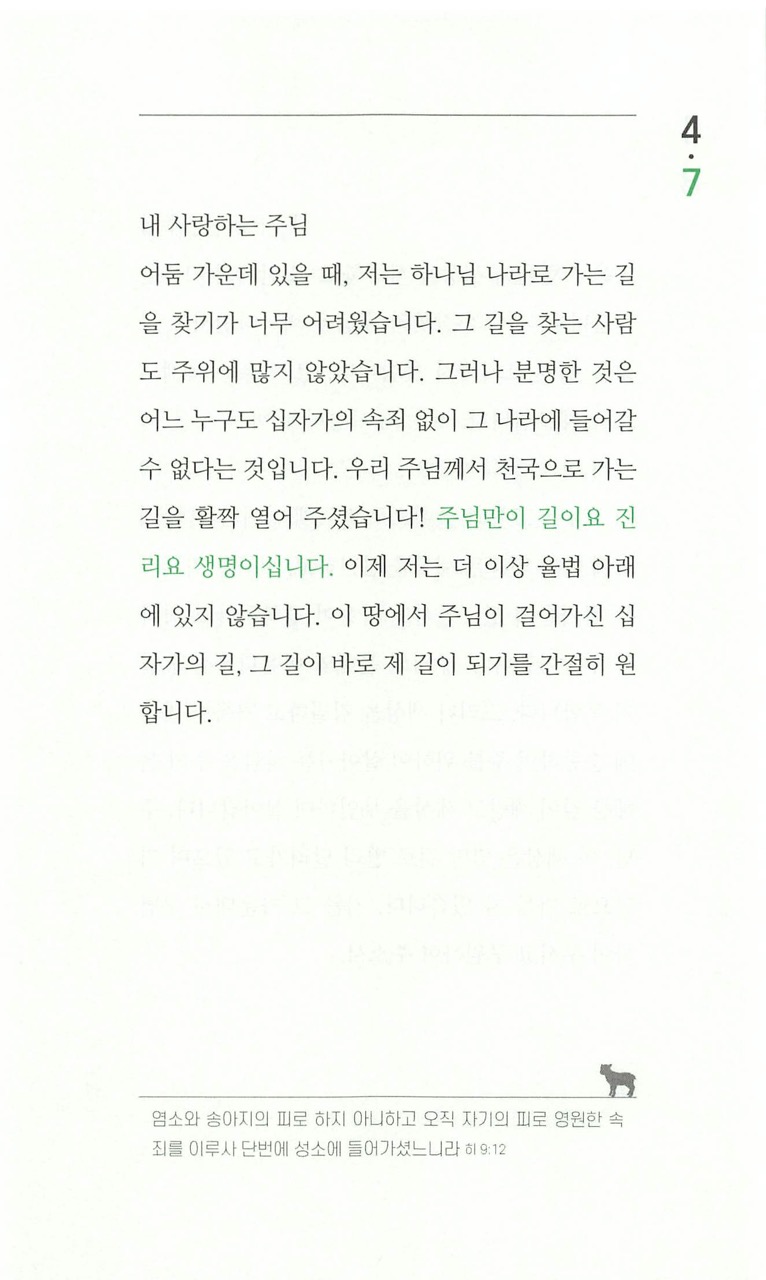 4
·
7
내 사랑하는 주님
어둠 가운데 있을 때, 저는 하나님 나라로 가는 길
을 찾기가 너무 어려웠습니다. 그 길을 찾는 사람
도 주위에 많지 않았습니다. 그러나 분명한 것은
어느 누구도 십자가의 속죄 없이 그 나라에 들어갈
수 없다는 것입니다. 우리 주님께서 천국으로 가는
길을 활짝 열어 주셨습니다! 주님만이 길이요 진
리요 생명이십니다. 이제 저는 더 이상 율법 아래
에 있지 않습니다. 이 땅에서 주님이 걸어가신 십
자가의 길, 그 길이 바로 제 길이 되기를 간절히 원
합니다.
염소와 송아지의 피로 하지 아니하고 오직 자기의 피로 영원한 속
죄를 이루사 단번에 성소에 들어가셨느니라 히 9:12